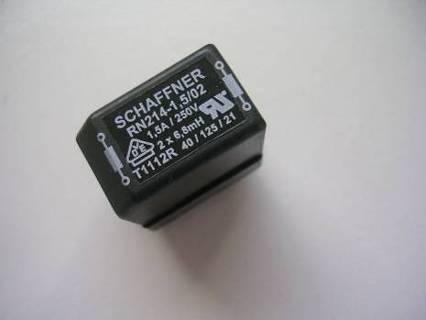 SCHAFFNER
RN214-1,5/02
1,5A / 250V
2 x 6,8mH
40 / 125 / 21
T1112R